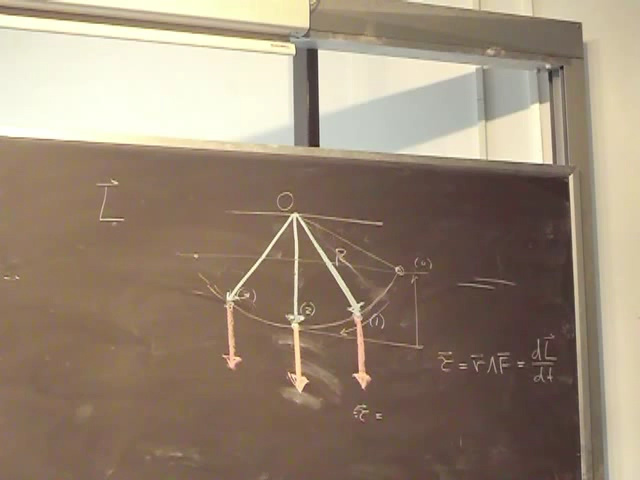 L⃗
O
R
(0)
(3)
(2)
(1)
τ⃗ = r⃗ ∧ F⃗ = dL⃗/dt
τ⃗ =